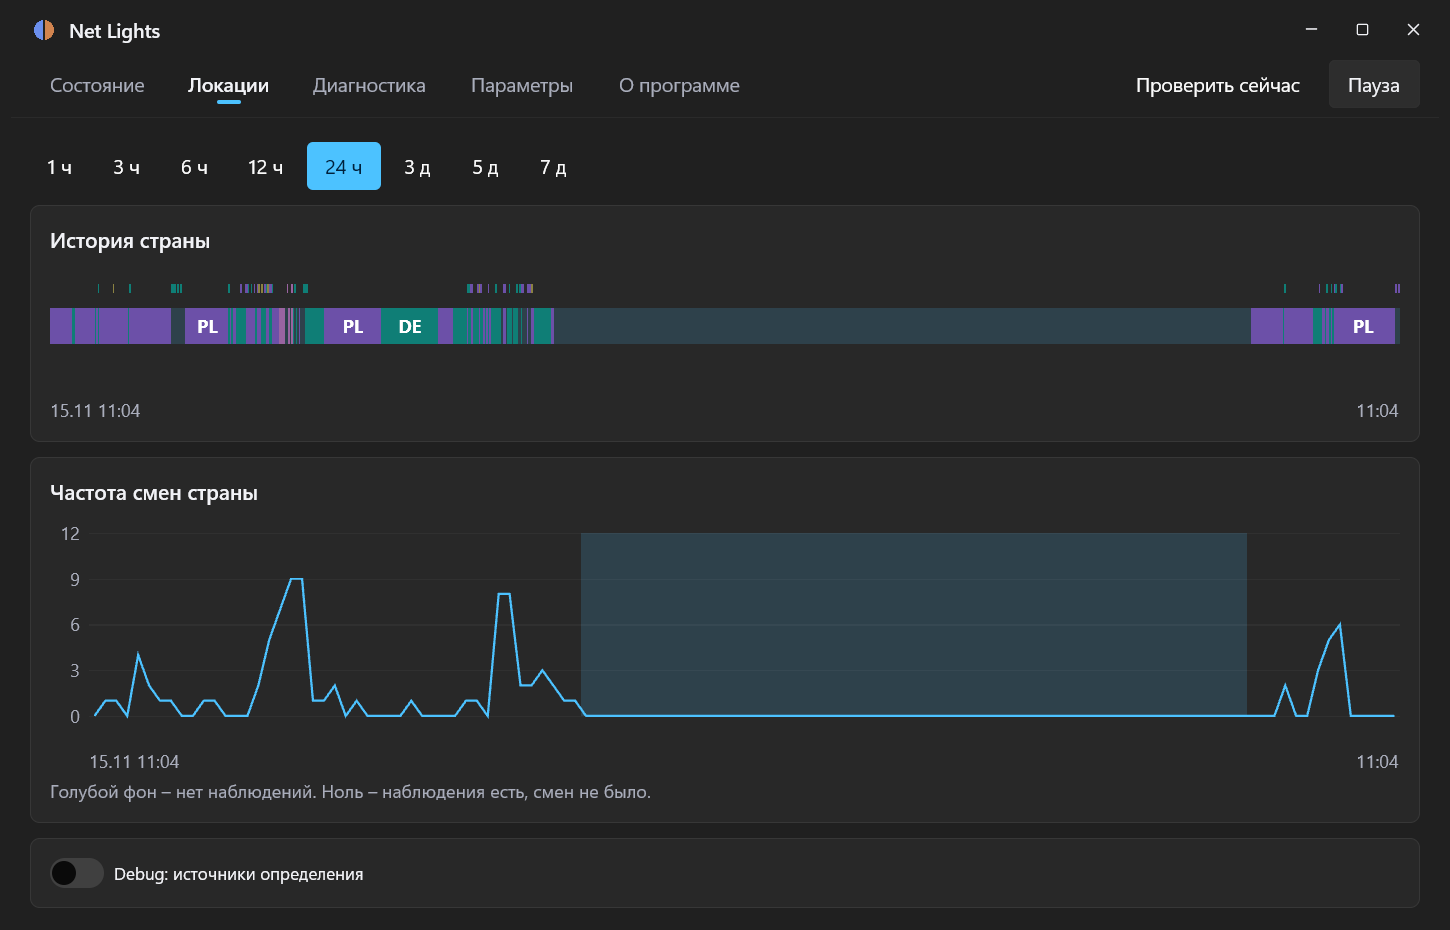 Net Lights
Состояние Локации Диагностика Параметры О программе Проверить сейчас Пауза
1 ч 3 ч 6 ч 12 ч 24 ч 3 д 5 д 7 д
История страны
PL PL DE PL
15.11 11:04 11:04
Частота смен страны
12
9
6
3
0
15.11 11:04 11:04
Голубой фон – нет наблюдений. Ноль – наблюдения есть, смен не было.
Debug: источники определения